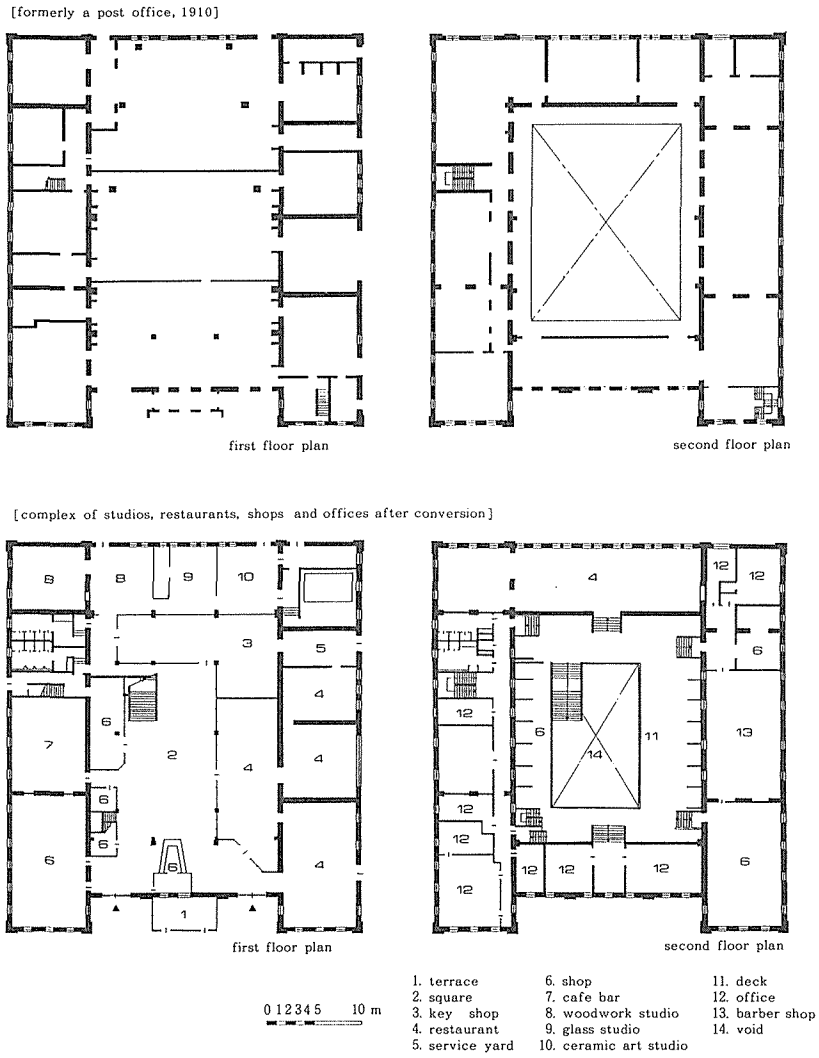 [formerly a post office, 1910]
first floor plan
second floor plan
[complex of studios, restaurants, shops and offices after conversion]
8
8
9
10
3
5
4
6
7
2
4
4
6
6
6
6
4
1
first floor plan
4
12
12
6
12
6
11
13
14
12
12
12
12
12
12
6
second floor plan
0 1 2 3 4 5 10 m
1. terrace
2. square
3. key shop
4. restaurant
5. service yard
6. shop
7. cafe bar
8. woodwork studio
9. glass studio
10. ceramic art studio
11. deck
12. office
13. barber shop
14. void